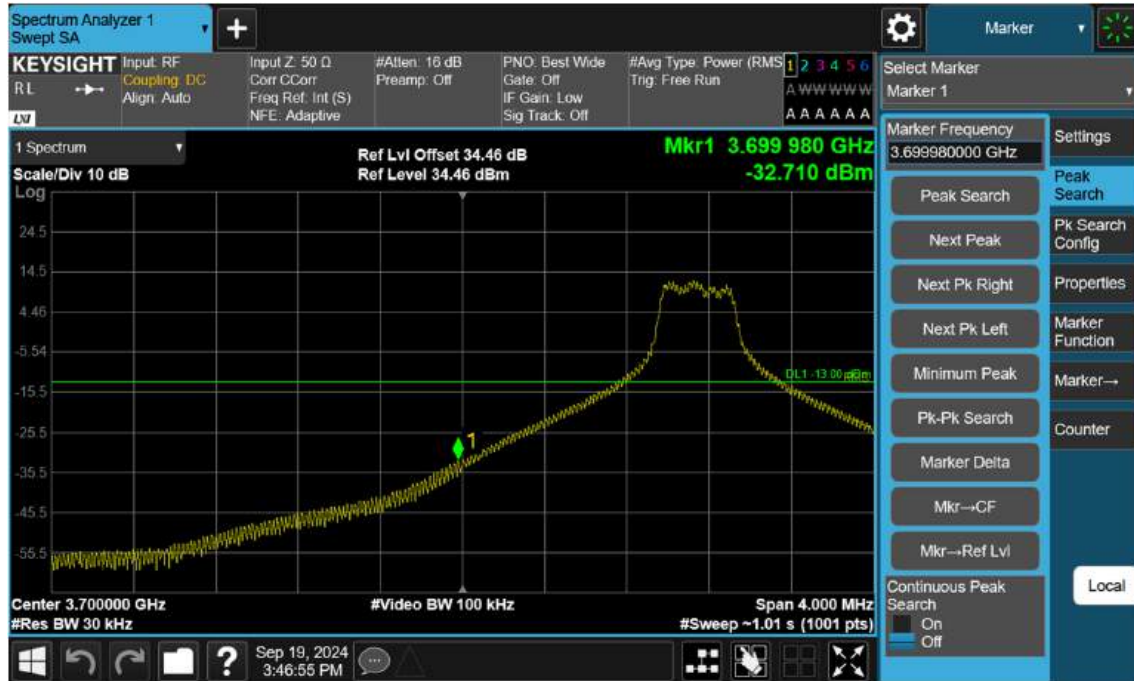 Spectrum Analyzer 1
Swept SA
+
Marker
KEYSIGHT
RL
LXI
Input: RF
Coupling: DC
Align: Auto
Input Z: 50 Ω
Corr CCorr
Freq Ref: Int (S)
NFE: Adaptive
#Atten: 16 dB
Preamp: Off
PNO: Best Wide
Gate: Off
IF Gain: Low
Sig Track: Off
#Avg Type: Power (RMS
Trig: Free Run
1 2 3 4 5 6
A W W W W W
A A A A A A
Select Marker
Marker 1
1 Spectrum
Scale/Div 10 dB
Log
Ref Lvl Offset 34.46 dB
Ref Level 34.46 dBm
Mkr1 3.699 980 GHz
-32.710 dBm
24.5
14.5
4.46
-5.54
-15.5
-25.5
-35.5
-45.5
-55.5
DL1 -13.00 dBm
1
Center 3.700000 GHz
#Res BW 30 kHz
#Video BW 100 kHz
Span 4.000 MHz
#Sweep ~1.01 s (1001 pts)
Marker Frequency
3.699980000 GHz
Peak Search
Next Peak
Next Pk Right
Next Pk Left
Minimum Peak
Pk-Pk Search
Marker Delta
Mkr→CF
Mkr→Ref Lvl
Continuous Peak
Search
On
Off
Settings
Peak
Search
Pk Search
Config
Properties
Marker
Function
Marker→
Counter
Local
?
Sep 19, 2024
3:46:55 PM